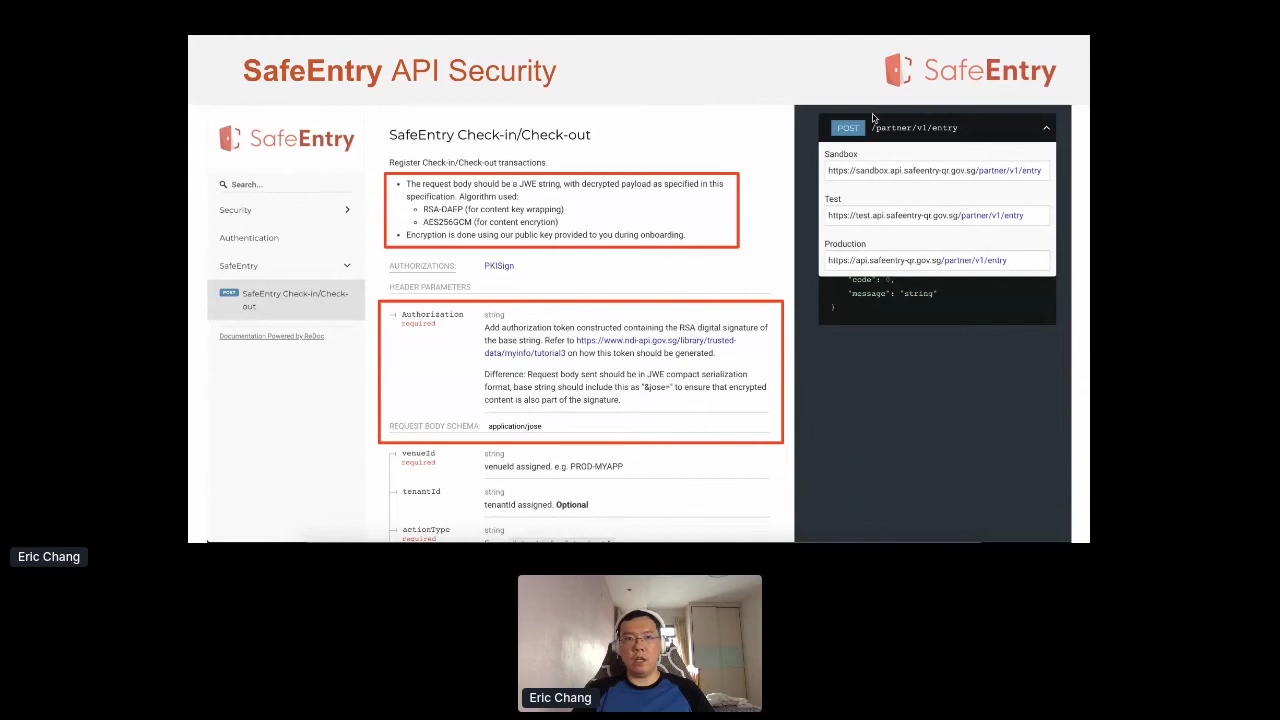 SafeEntry API Security
SafeEntry
SafeEntry
Search...
Security
Authentication
SafeEntry
POST SafeEntry Check-in/Check-
out
Documentation Powered by ReDoc
SafeEntry Check-in/Check-out
Register Check-in/Check-out transactions.
The request body should be a JWE string, with decrypted payload as specified in this
specification. Algorithm used:
RSA-OAEP (for content key wrapping)
AES256GCM (for content encrytion)
Encryption is done using our public key provided to you during onboarding.
AUTHORIZATIONS: PKISign
HEADER PARAMETERS
Authorization string
required
Add authorization token constructed containing the RSA digital signature of
the base string. Refer to https://www.ndi-api.gov.sg/library/trusted-
data/myinfo/tutorial3 on how this token should be generated.
Difference: Request body sent should be in JWE compact serialization
format, base string should include this as "&jose=" to ensure that encrypted
content is also part of the signature.
REQUEST BODY SCHEMA: application/jose
venueId string
required venueId assigned. e.g. PROD-MYAPP
tenantId string
tenantId assigned. Optional
actionType string
required
POST /partner/v1/entry
Sandbox
https://sandbox.api.safeentry-qr.gov.sg/partner/v1/entry
Test
https://test.api.safeentry-qr.gov.sg/partner/v1/entry
Production
https://api.safeentry-qr.gov.sg/partner/v1/entry
"code": 0,
"message": "string"
}
Eric Chang
Eric Chang